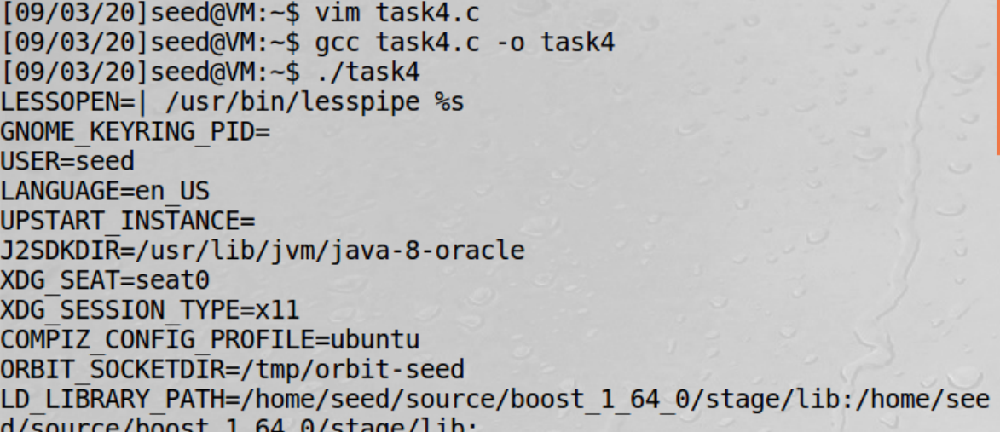 [09/03/20]seed@VM:~$ vim task4.c
[09/03/20]seed@VM:~$ gcc task4.c -o task4
[09/03/20]seed@VM:~$ ./task4
LESSOPEN=| /usr/bin/lesspipe %s
GNOME_KEYRING_PID=
USER=seed
LANGUAGE=en_US
UPSTART_INSTANCE=
J2SDKDIR=/usr/lib/jvm/java-8-oracle
XDG_SEAT=seat0
XDG_SESSION_TYPE=x11
COMPIZ_CONFIG_PROFILE=ubuntu
ORBIT_SOCKETDIR=/tmp/orbit-seed
LD_LIBRARY_PATH=/home/seed/source/boost_1_64_0/stage/lib:/home/see
d/source/boost_1_64_0/stage/lib: